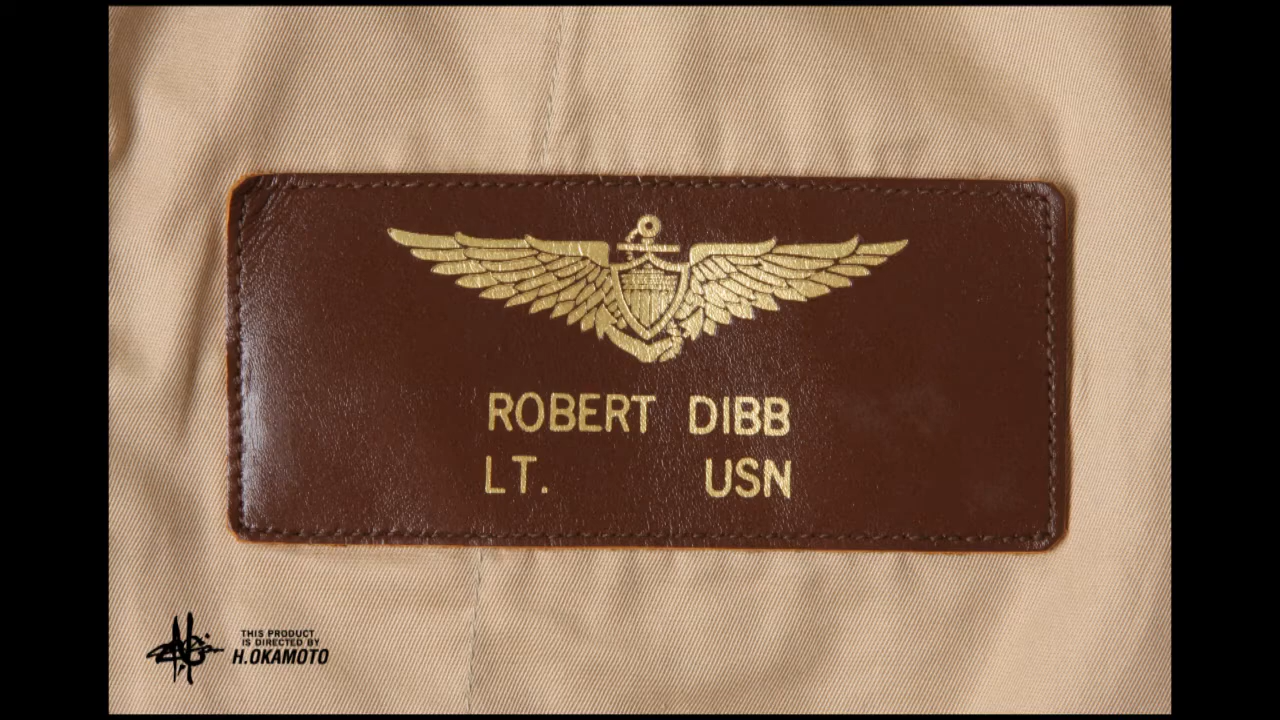 ROBERT DIBB
LT. USN
THIS PRODUCT
IS DIRECTED BY
H.OKAMOTO